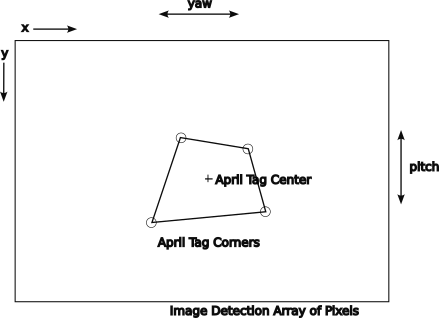 yaw
x
y
pitch
April Tag Center
April Tag Corners
Image Detection Array of Pixels